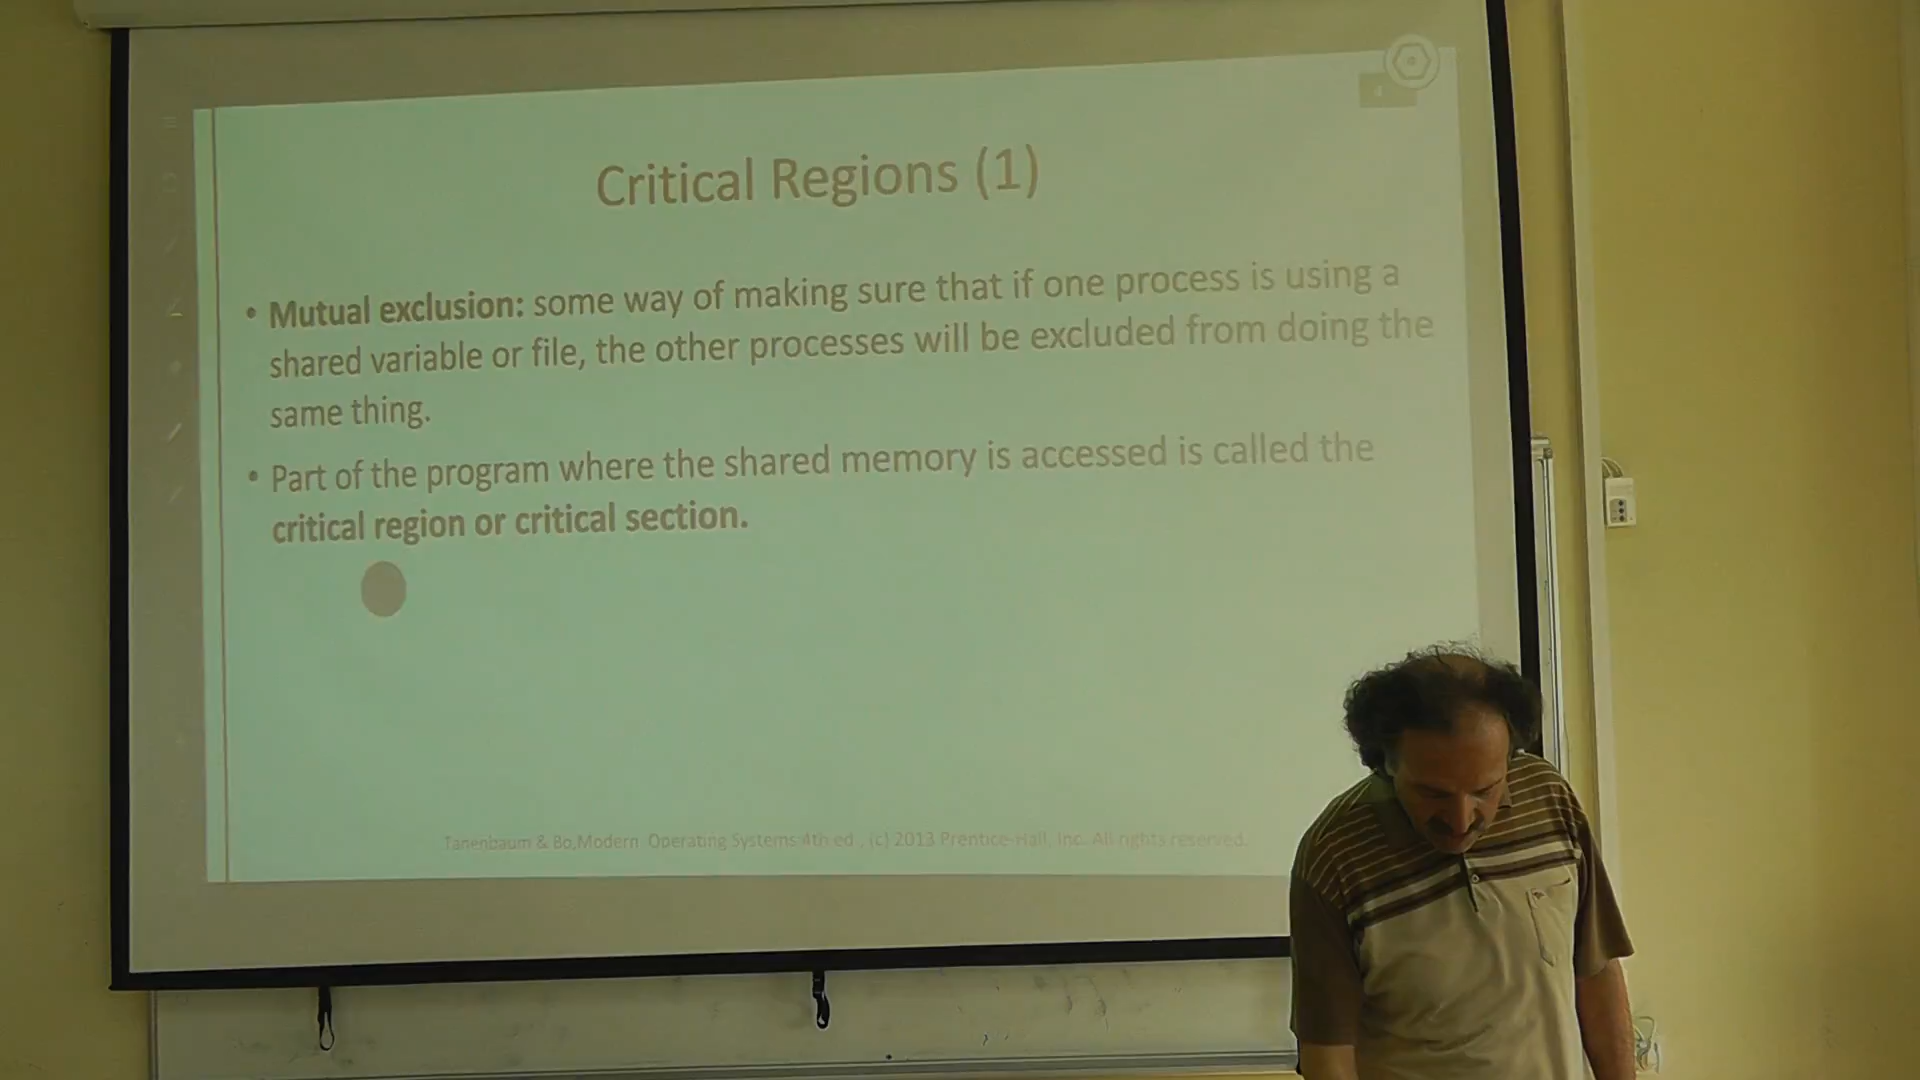 Critical Regions (1)
• Mutual exclusion: some way of making sure that if one process is using a
shared variable or file, the other processes will be excluded from doing the
same thing.
• Part of the program where the shared memory is accessed is called the
critical region or critical section.
Tanenbaum & Bo,Modern Operating Systems 4th ed., (c) 2013 Prentice-Hall, Inc. All rights reserved.